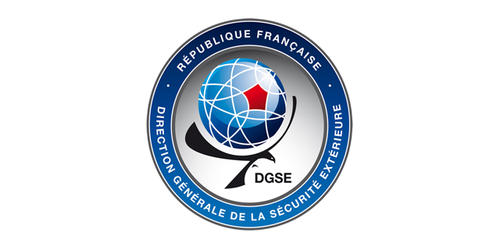 RÉPUBLIQUE FRANÇAISE
DGSE
• DIRECTION GÉNÉRALE DE LA SÉCURITÉ EXTÉRIEURE •